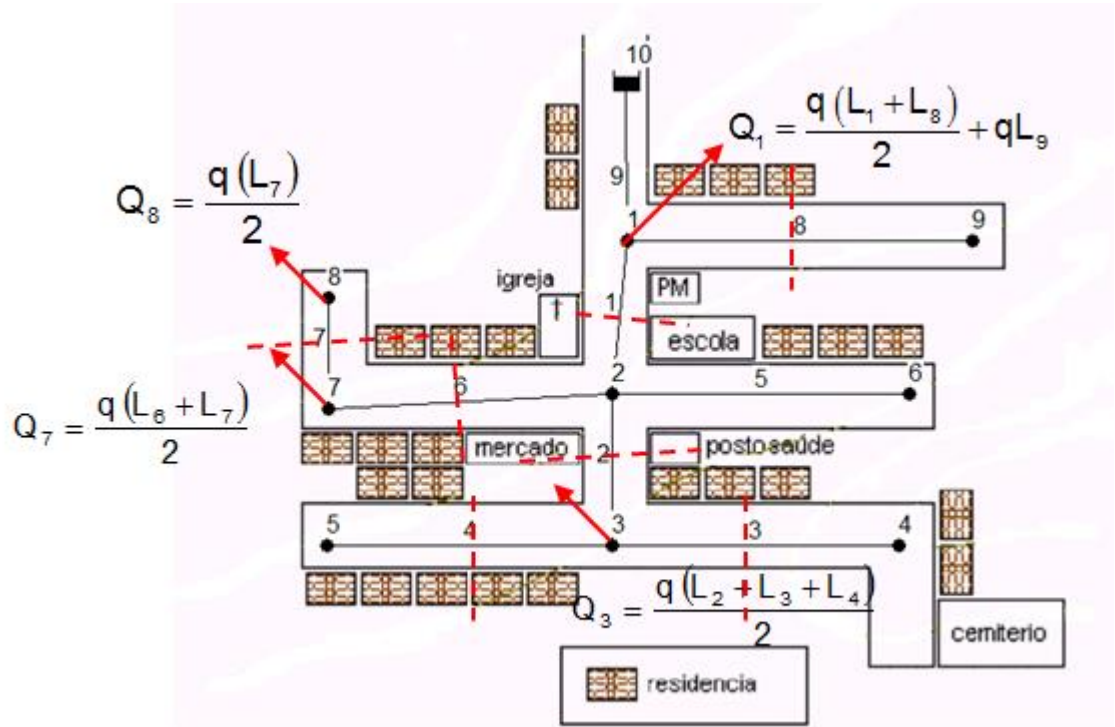 10
Q₁ = q(L₁ + L₈)/2 + qL₉
Q₈ = q(L₇)/2
9
1
8
9
8
igreja
PM
1
7
escola
7
2
6
6
5
Q₇ = q(L₆ + L₇)/2
mercado
2
posto saúde
5
4
3
3
4
Q₃ = q(L₂ + L₃ + L₄)/2
cemiterio
residencia